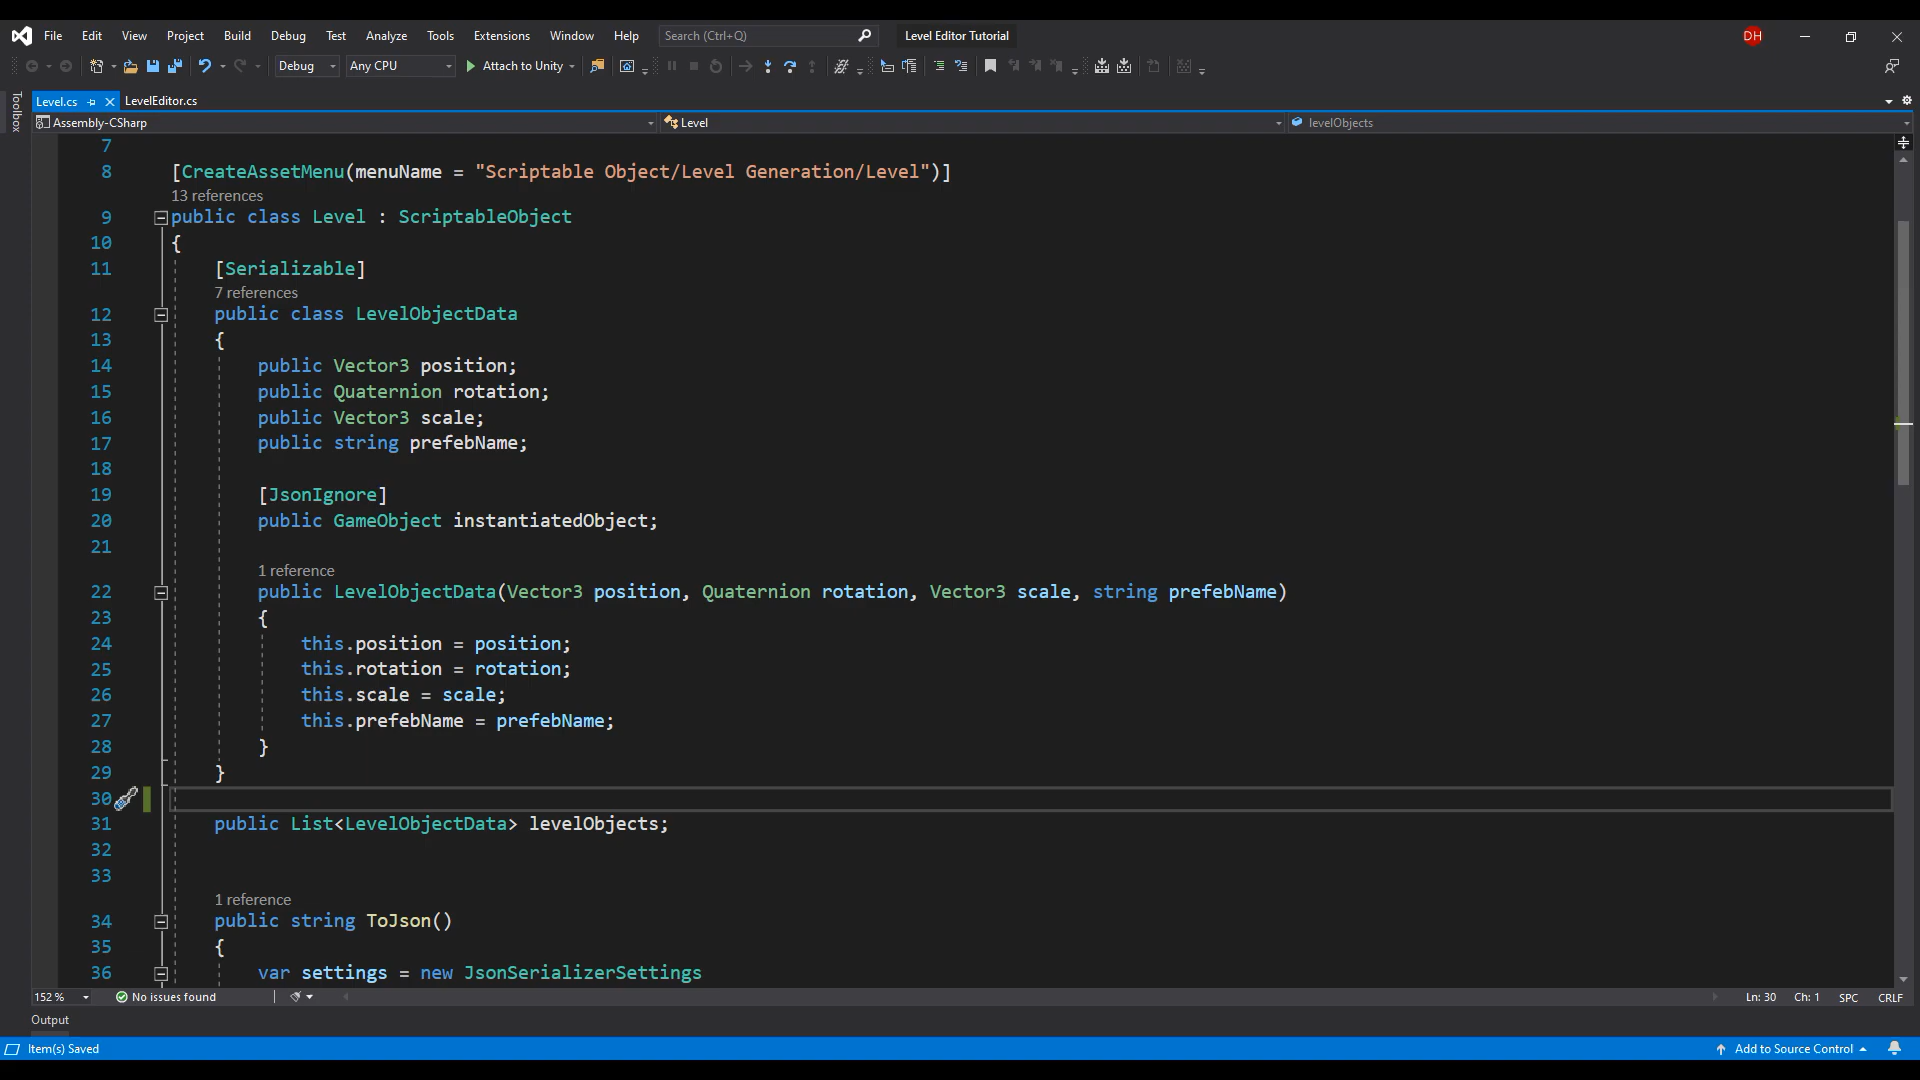 File Edit View Project Build Debug Test Analyze Tools Extensions Window Help Search (Ctrl+Q) Level Editor Tutorial DH
Debug Any CPU Attach to Unity
Toolbox
Level.cs LevelEditor.cs
Assembly-CSharp Level levelObjects
7
8 [CreateAssetMenu(menuName = "Scriptable Object/Level Generation/Level")]
13 references
9 public class Level : ScriptableObject
10 {
11 [Serializable]
7 references
12 public class LevelObjectData
13 {
14 public Vector3 position;
15 public Quaternion rotation;
16 public Vector3 scale;
17 public string prefebName;
18
19 [JsonIgnore]
20 public GameObject instantiatedObject;
21
1 reference
22 public LevelObjectData(Vector3 position, Quaternion rotation, Vector3 scale, string prefebName)
23 {
24 this.position = position;
25 this.rotation = rotation;
26 this.scale = scale;
27 this.prefebName = prefebName;
28 }
29 }
30
31 public List<LevelObjectData> levelObjects;
32
33
1 reference
34 public string ToJson()
35 {
36 var settings = new JsonSerializerSettings
152 % No issues found Ln: 30 Ch: 1 SPC CRLF
Output
Item(s) Saved Add to Source Control